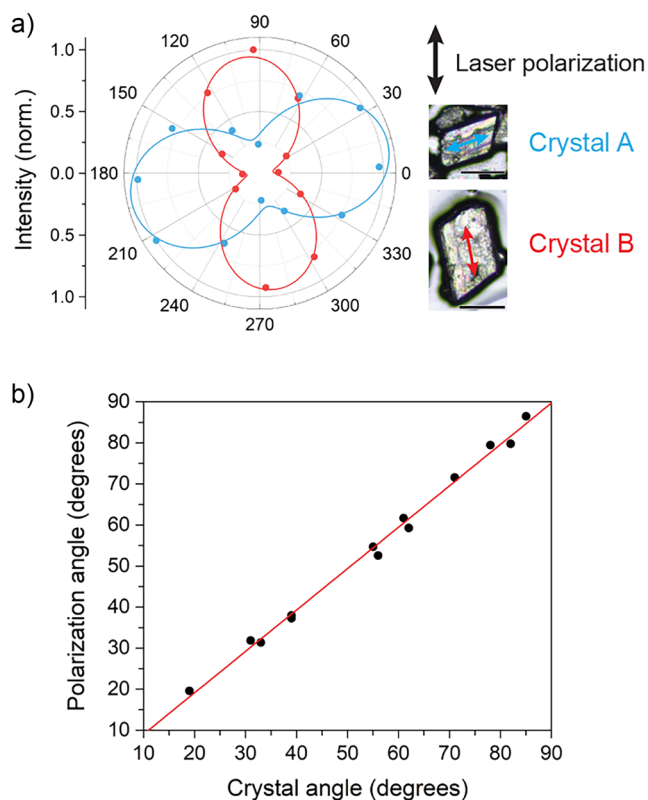 a)
90
120
60
1.0
150
30
0.5
Intensity (norm.)
0.0
180
0
0.5
210
330
1.0
240
300
270
Laser polarization
Crystal A
Crystal B
b)
90
80
70
60
50
40
30
20
10
Polarization angle (degrees)
10 20 30 40 50 60 70 80 90
Crystal angle (degrees)